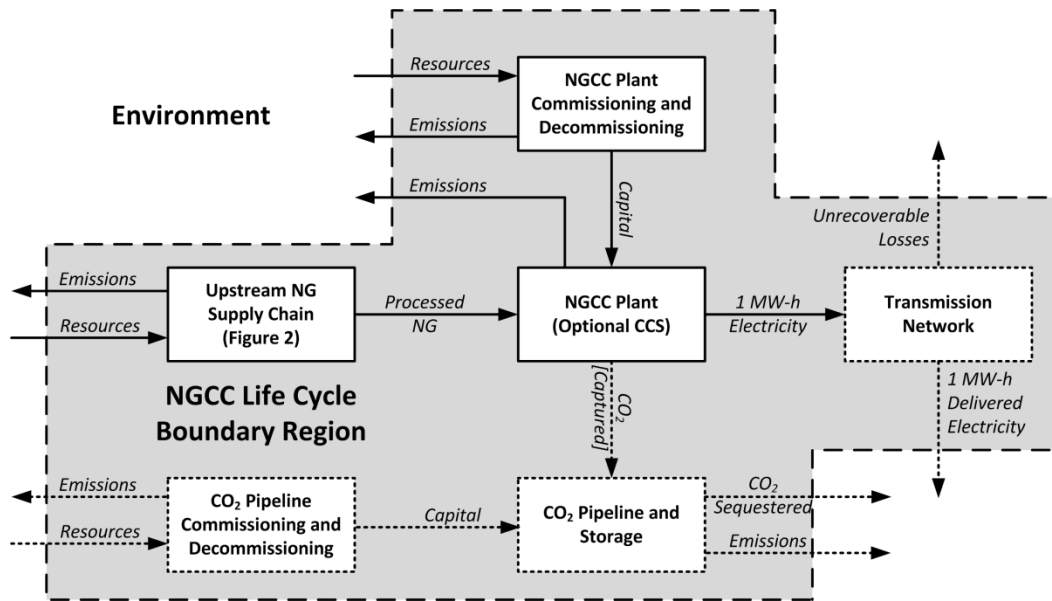 Resources
NGCC Plant
Commissioning and
Decommissioning
Environment
Emissions
Emissions
Capital
Unrecoverable
Losses
Emissions
Resources
Upstream NG
Supply Chain
(Figure 2)
Processed
NG
NGCC Plant
(Optional CCS)
1 MW-h
Electricity
Transmission
Network
NGCC Life Cycle
Boundary Region
CO₂
[Captured]
1 MW-h
Delivered
Electricity
Emissions
Resources
CO₂ Pipeline
Commissioning and
Decommissioning
Capital
CO₂ Pipeline and
Storage
CO₂
Sequestered
Emissions